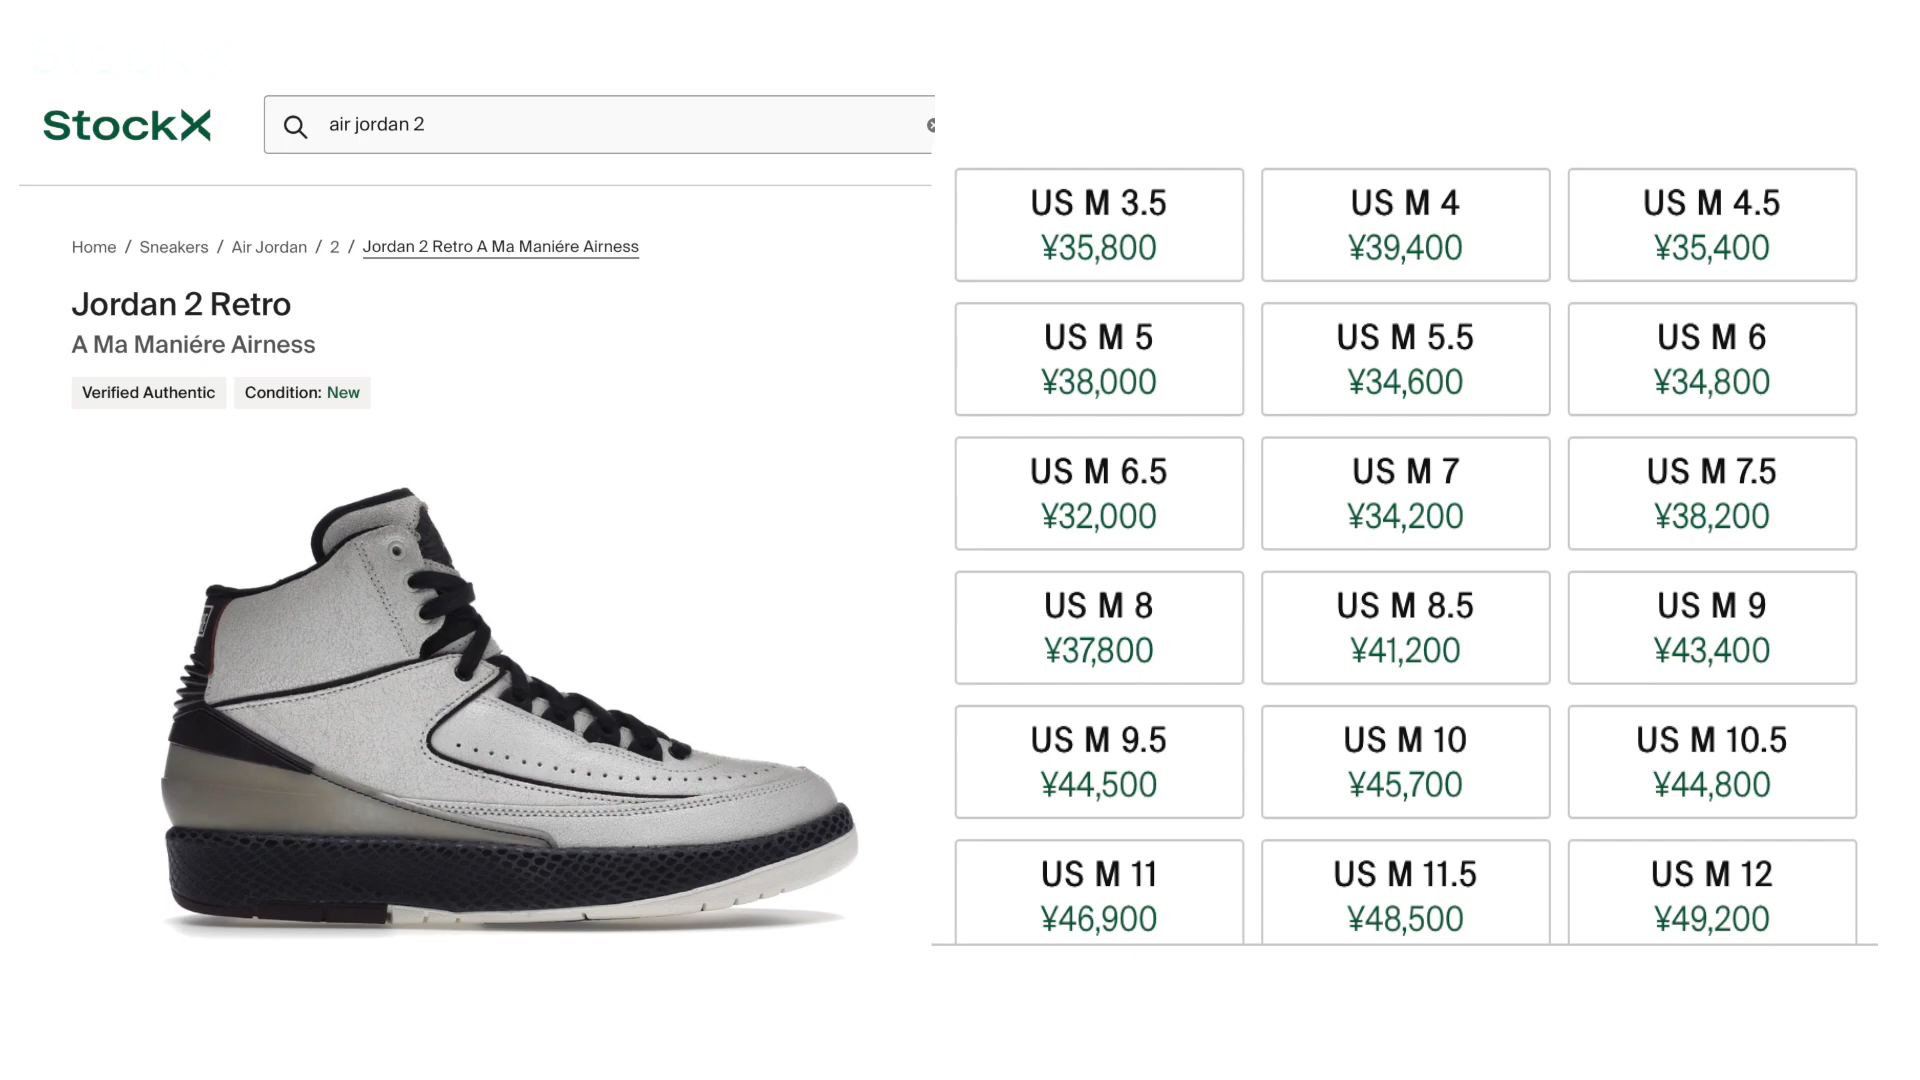 StockX
air jordan 2
Home / Sneakers / Air Jordan / 2 / Jordan 2 Retro A Ma Maniére Airness
Jordan 2 Retro
A Ma Maniére Airness
Verified Authentic Condition: New
US M 3.5 US M 4 US M 4.5
¥35,800 ¥39,400 ¥35,400
US M 5 US M 5.5 US M 6
¥38,000 ¥34,600 ¥34,800
US M 6.5 US M 7 US M 7.5
¥32,000 ¥34,200 ¥38,200
US M 8 US M 8.5 US M 9
¥37,800 ¥41,200 ¥43,400
US M 9.5 US M 10 US M 10.5
¥44,500 ¥45,700 ¥44,800
US M 11 US M 11.5 US M 12
¥46,900 ¥48,500 ¥49,200